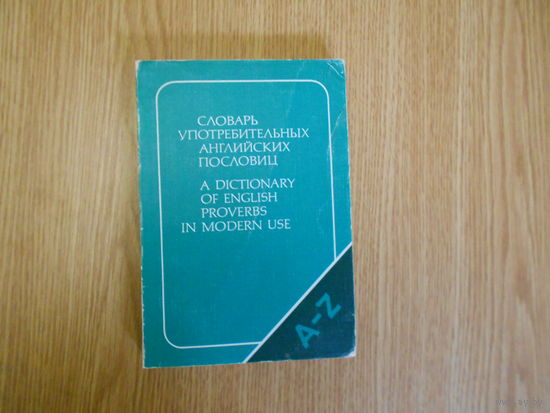 СЛОВАРЬ
УПОТРЕБИТЕЛЬНЫХ
АНГЛИЙСКИХ
ПОСЛОВИЦ
A DICTIONARY
OF ENGLISH
PROVERBS
IN MODERN USE
A-Z